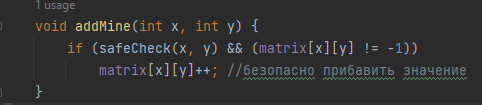 1 usage
void addMine(int x, int y) {
if (safeCheck(x, y) && (matrix[x][y] != -1))
matrix[x][y]++; //безопасно прибавить значение
}